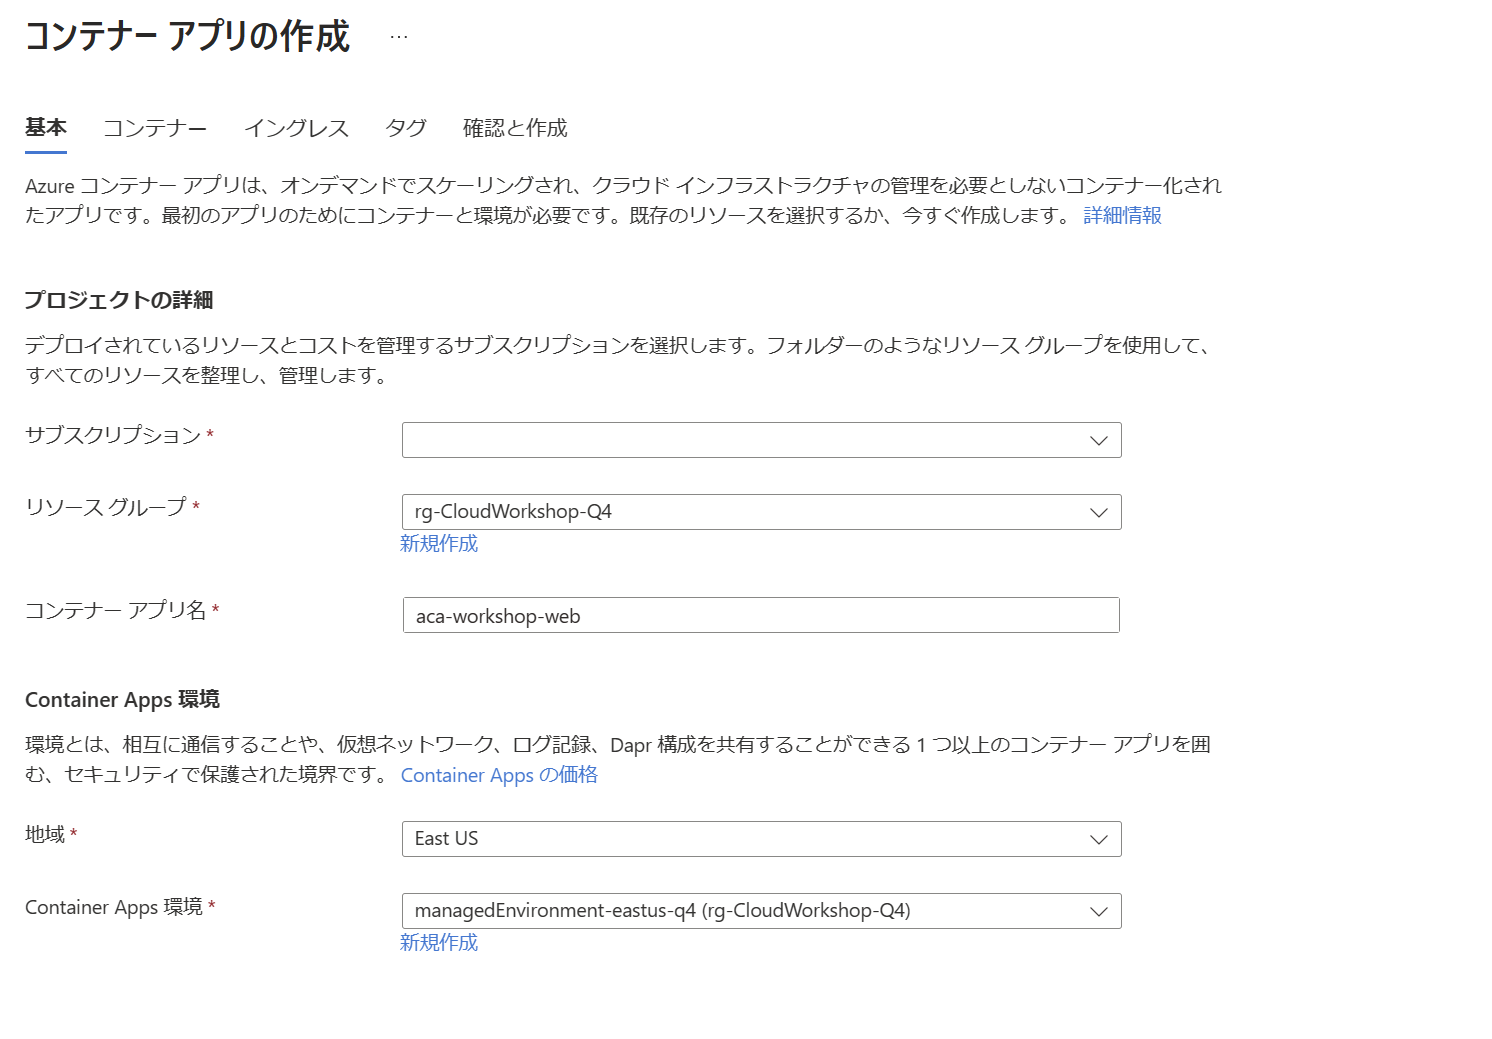 コンテナー アプリの作成 …
基本 コンテナー イングレス タグ 確認と作成
Azure コンテナー アプリは、オンデマンドでスケーリングされ、クラウド インフラストラクチャの管理を必要としないコンテナー化され
たアプリです。最初のアプリのためにコンテナーと環境が必要です。既存のリソースを選択するか、今すぐ作成します。 詳細情報
プロジェクトの詳細
デプロイされているリソースとコストを管理するサブスクリプションを選択します。フォルダーのようなリソース グループを使用して、
すべてのリソースを整理し、管理します。
サブスクリプション *
リソース グループ * rg-CloudWorkshop-Q4
新規作成
コンテナー アプリ名 * aca-workshop-web
Container Apps 環境
環境とは、相互に通信することや、仮想ネットワーク、ログ記録、Dapr 構成を共有することができる 1 つ以上のコンテナー アプリを囲
む、セキュリティで保護された境界です。 Container Apps の価格
地域 * East US
Container Apps 環境 * managedEnvironment-eastus-q4 (rg-CloudWorkshop-Q4)
新規作成